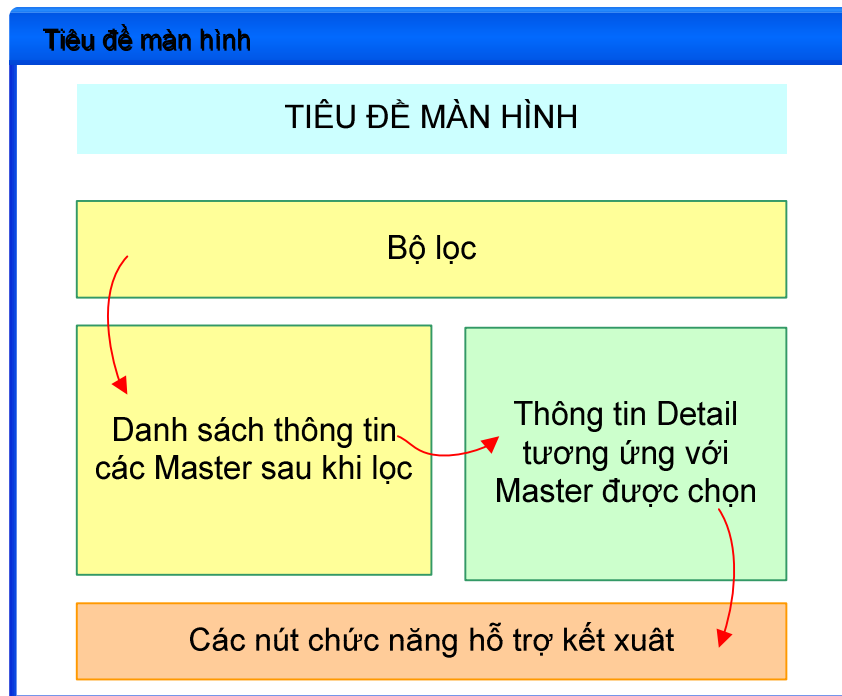 Tiêu đề màn hình
TIÊU ĐỀ MÀN HÌNH
Bộ lọc
Danh sách thông tin
các Master sau khi lọc
Thông tin Detail
tương ứng với
Master được chọn
Các nút chức năng hỗ trợ kết xuât